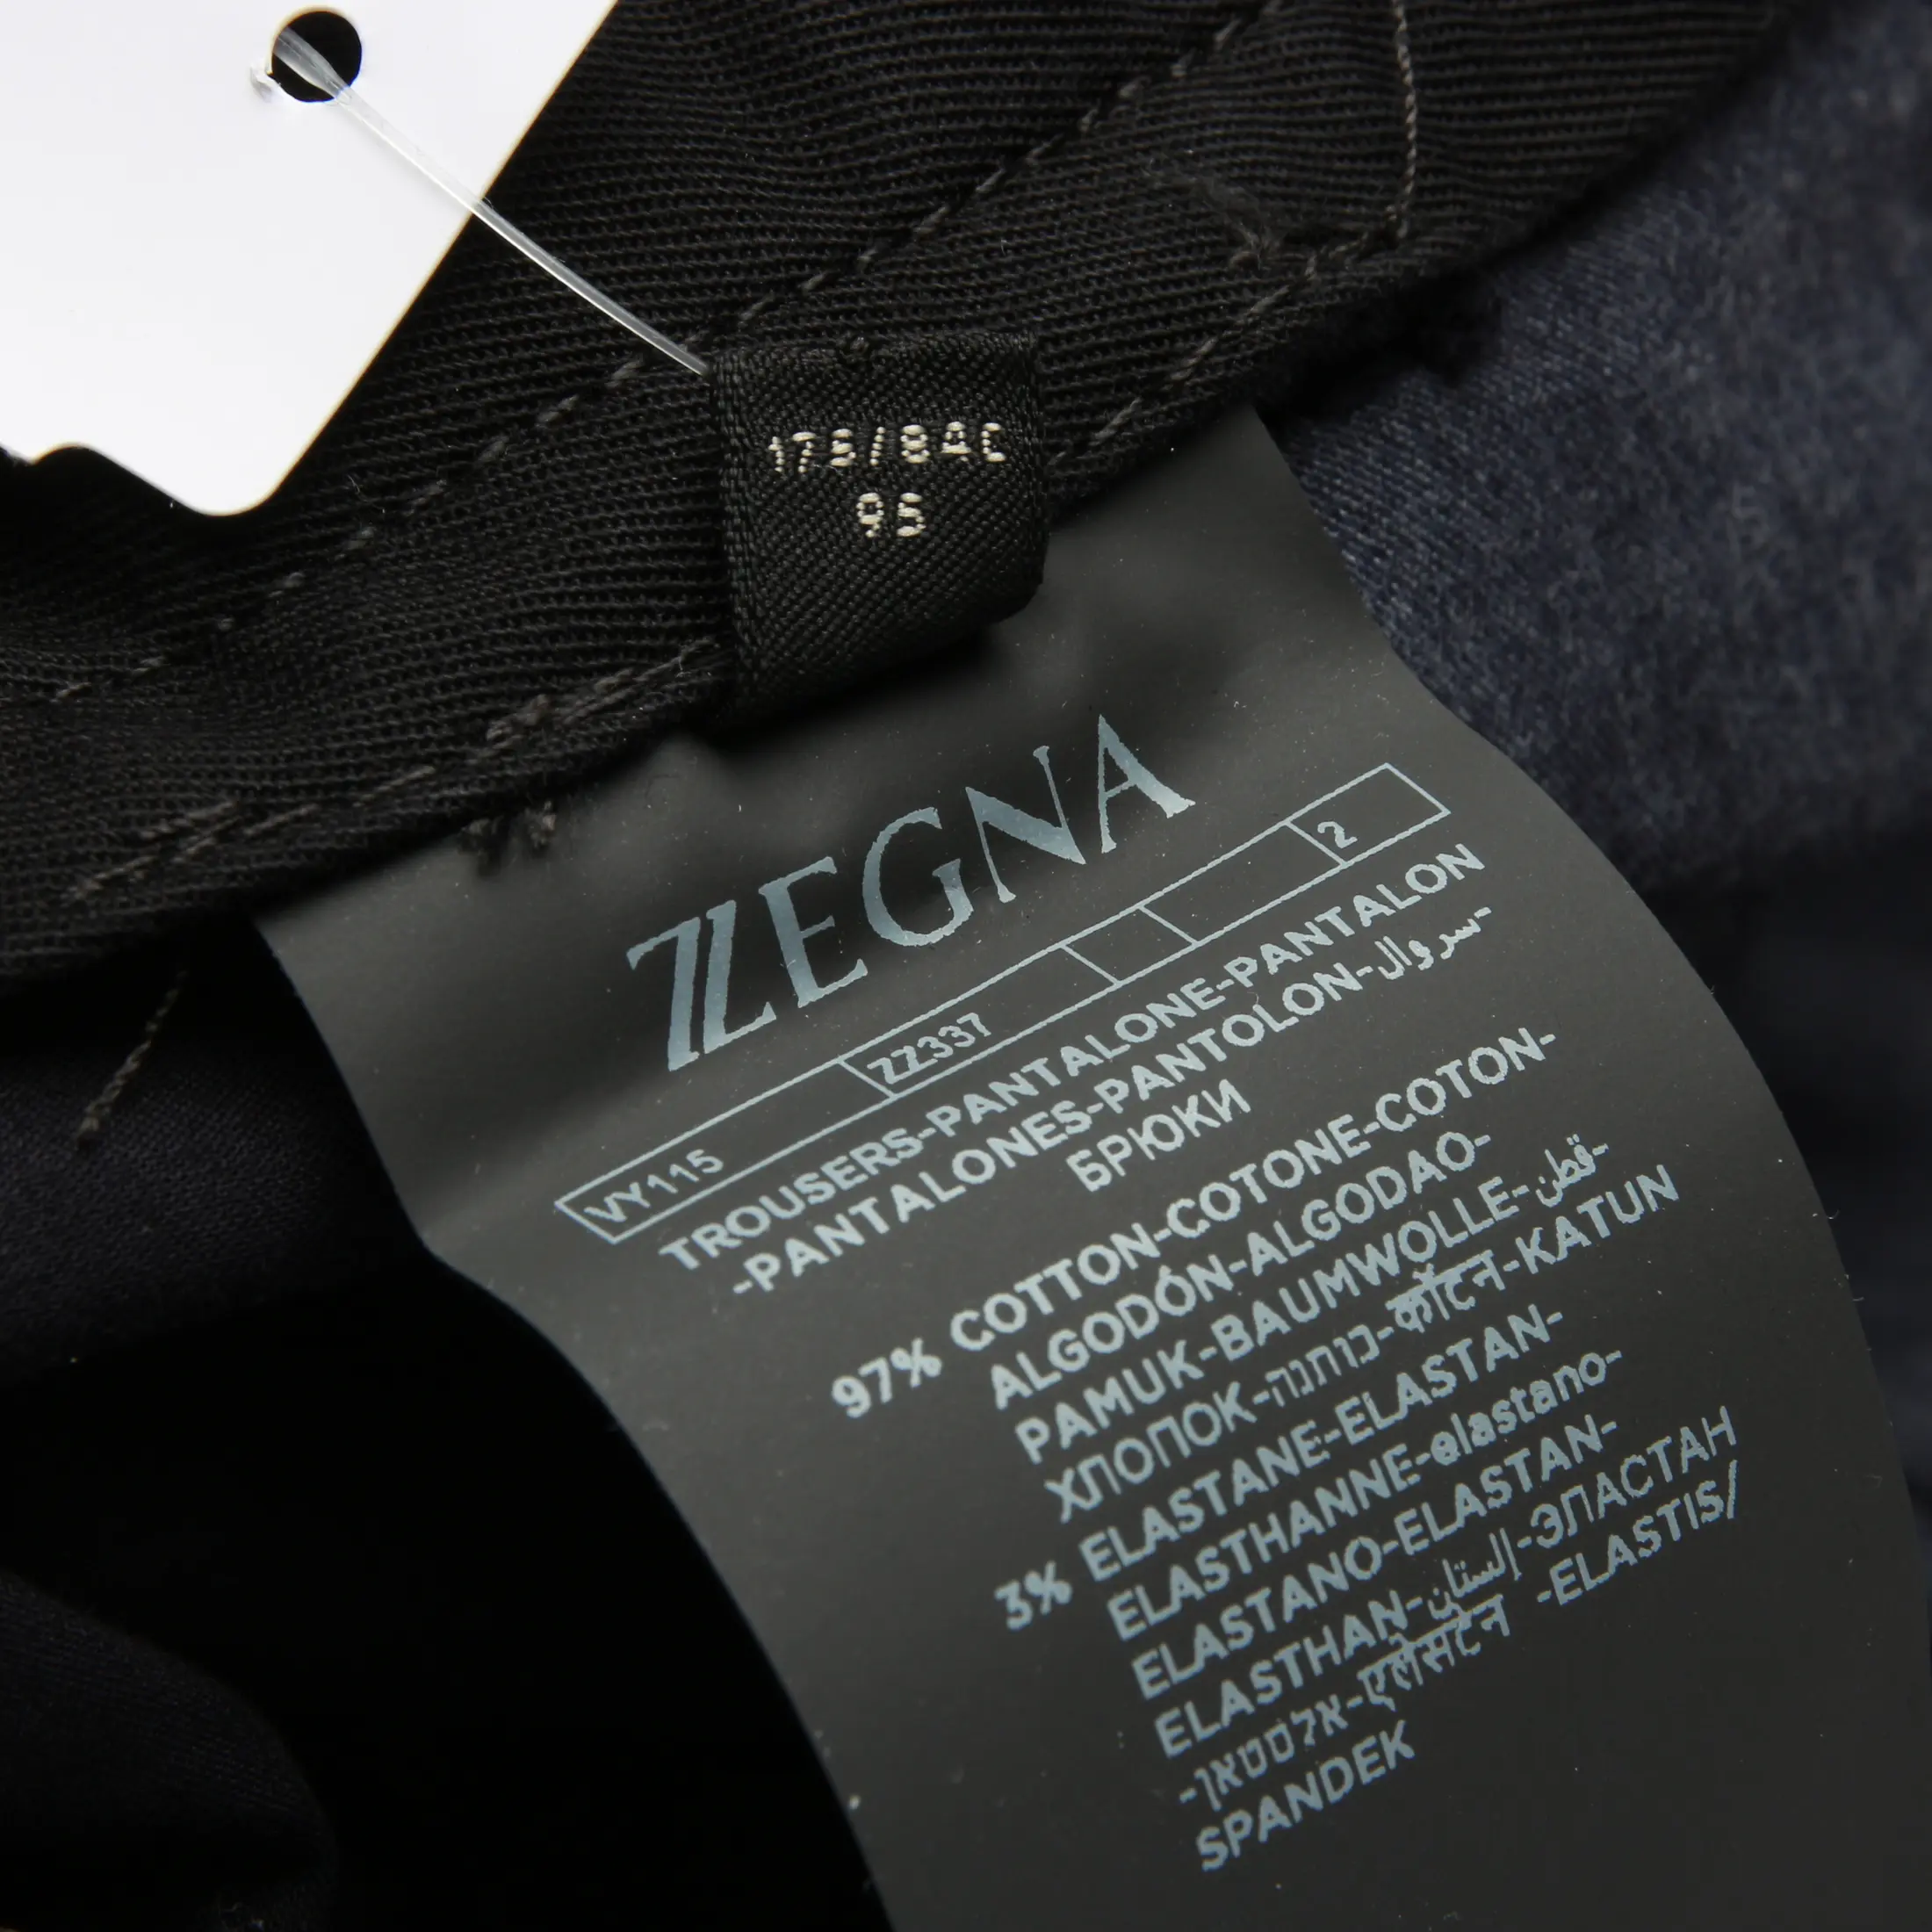 178/84C
95
ZZEGNA
VY115 ZZ337 2
TROUSERS-PANTALONE-PANTALON
-PANTALONES-PANTOLON-سروال-
БРЮКИ
97% COTTON-COTONE-COTON-
ALGODÓN-ALGODAO-
PAMUK-BAUMWOLLE-قطن-
ХЛОПОК-כותנה-कॉटन-KATUN
3% ELASTANE-ELASTAN-
ELASTHANNE-elastano-
ELASTANO-ELASTAN-
ELASTHAN-إلستان-ЭЛАСТАН
-אלסטאן-एलेसटेन -ELASTIS/
SPANDEK